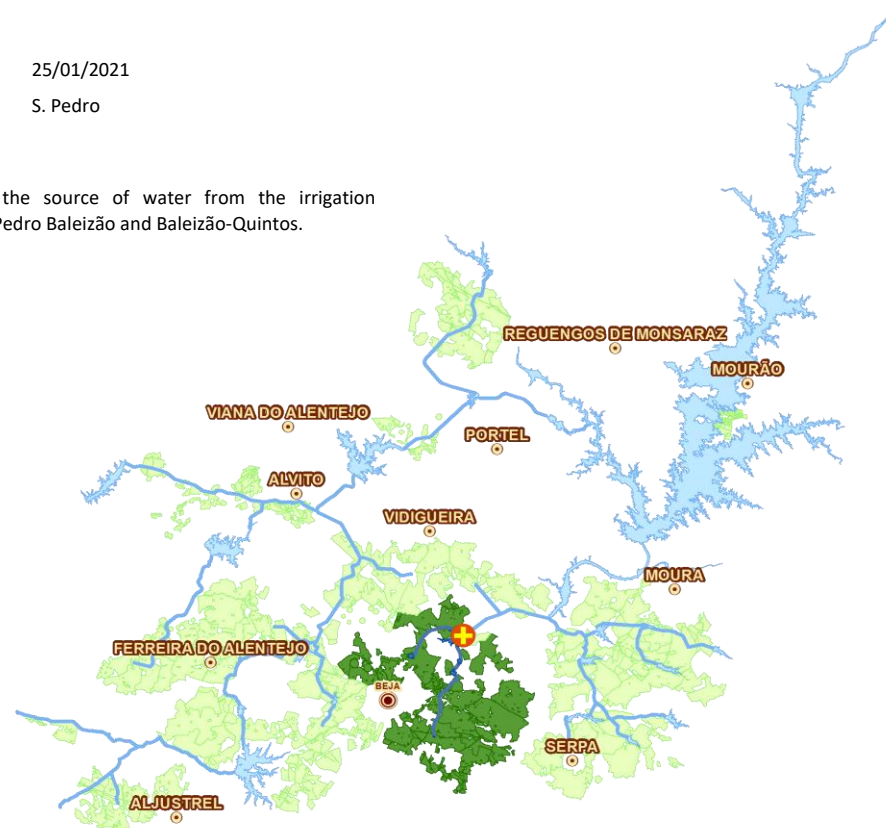 25/01/2021
S. Pedro
the source of water from the irrigation
Pedro Baleizão and Baleizão-Quintos.
REGUENGOS DE MONSARAZ
MOURÃO
VIANA DO ALENTEJO
PORTEL
ALVITO
VIDIGUEIRA
MOURA
FERREIRA DO ALENTEJO
BEJA
SERPA
ALJUSTREL